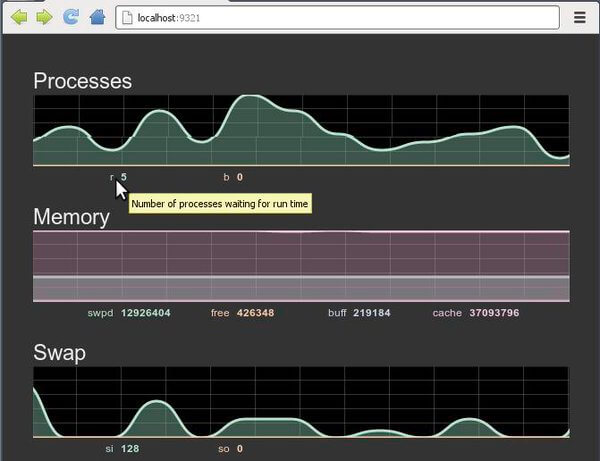 localhost:9321
Processes
r 5 b 0
Number of processes waiting for run time
Memory
swpd 12926404 free 426348 buff 219184 cache 37093796
Swap
si 128 so 0